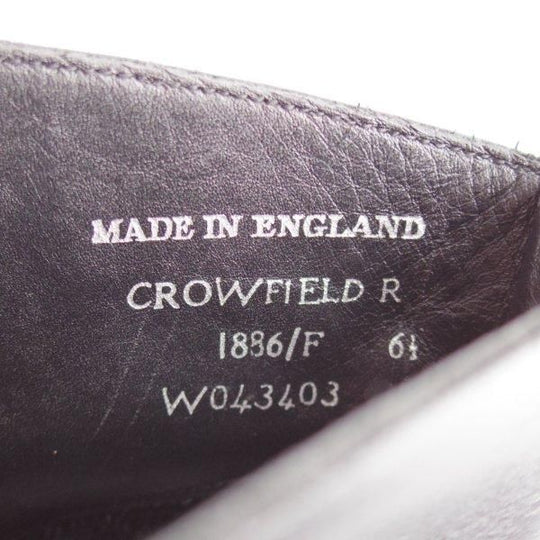 MADE IN ENGLAND
CROWFIELD R
1886/F 6½
W043403